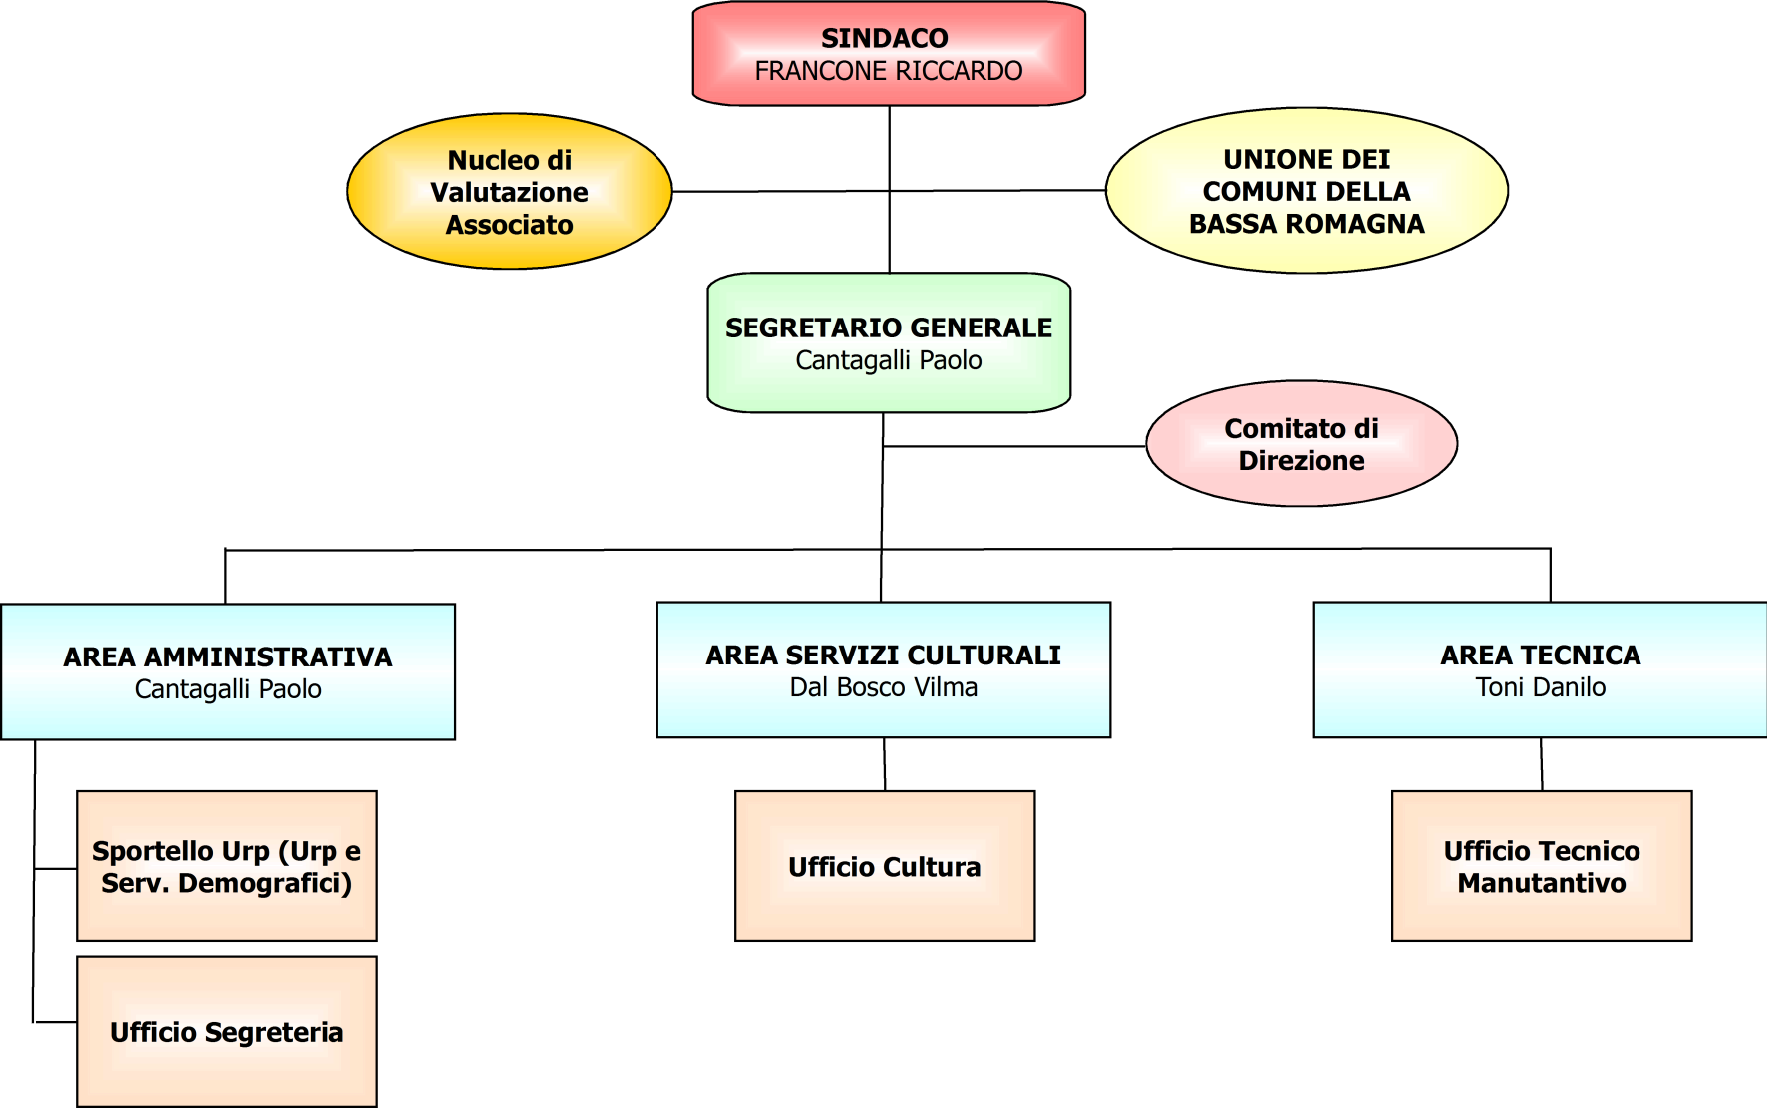 SINDACO
FRANCONE RICCARDO
Nucleo di
Valutazione
Associato
UNIONE DEI
COMUNI DELLA
BASSA ROMAGNA
SEGRETARIO GENERALE
Cantagalli Paolo
Comitato di
Direzione
AREA AMMINISTRATIVA
Cantagalli Paolo
AREA SERVIZI CULTURALI
Dal Bosco Vilma
AREA TECNICA
Toni Danilo
Sportello Urp (Urp e
Serv. Demografici)
Ufficio Cultura
Ufficio Tecnico
Manutantivo
Ufficio Segreteria